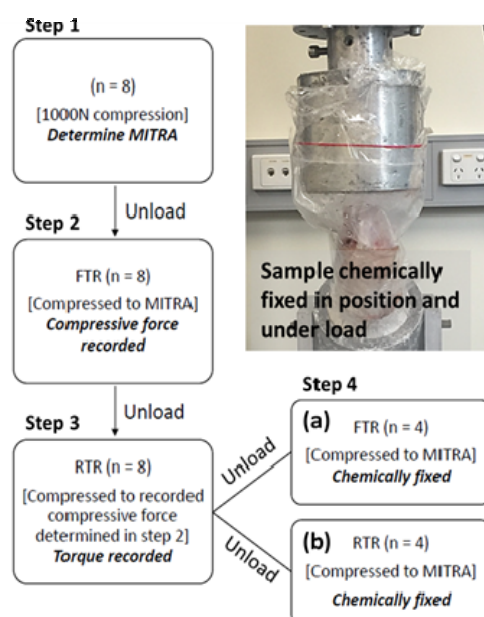 Step 1
(n = 8)
[1000N compression]
Determine MITRA
Unload
Step 2
FTR (n = 8)
[Compressed to MITRA]
Compressive force
recorded
Unload
Step 3
RTR (n = 8)
[Compressed to recorded
compressive force
determined in step 2]
Torque recorded
Sample chemically
fixed in position and
under load
Step 4
Unload
(a) FTR (n = 4)
[Compressed to MITRA]
Chemically fixed
Unload
(b) RTR (n = 4)
[Compressed to MITRA]
Chemically fixed